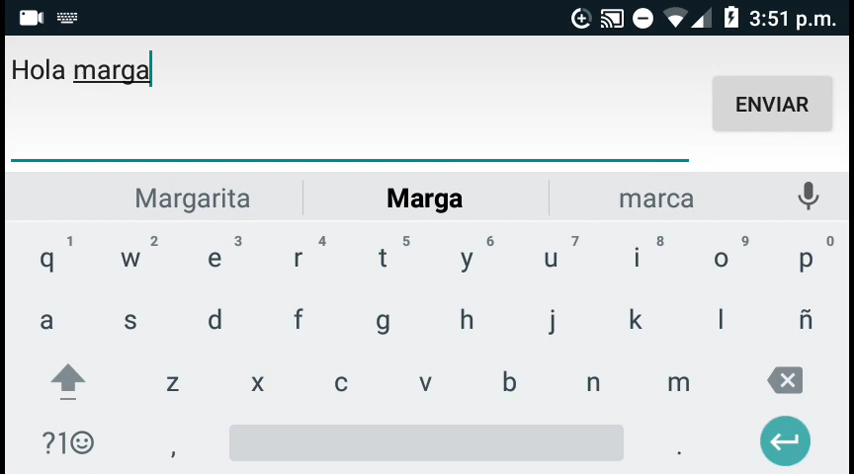 3:51 p.m.
Hola marga
ENVIAR
Margarita Marga marca
1 2 3 4 5 6 7 8 9 0
q w e r t y u i o p
a s d f g h j k l ñ
z x c v b n m
?1☺ , .